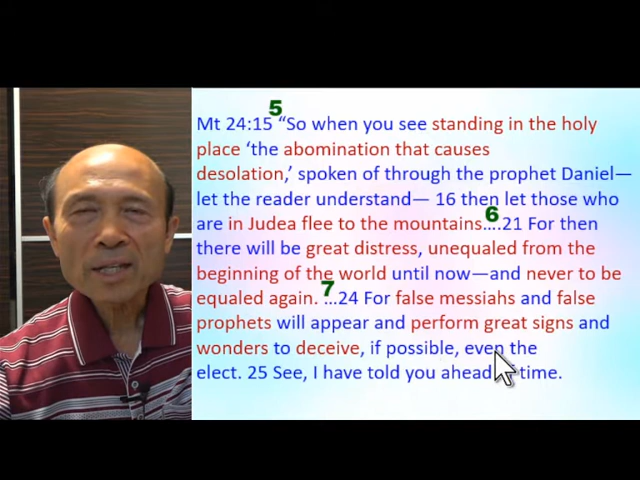 5
Mt 24:15 “So when you see standing in the holy
place ‘the abomination that causes
desolation,’ spoken of through the prophet Daniel—
let the reader understand— 16 then let those who
6
are in Judea flee to the mountains….21 For then
there will be great distress, unequaled from the
beginning of the world until now—and never to be
7
equaled again. …24 For false messiahs and false
prophets will appear and perform great signs and
wonders to deceive, if possible, even the
elect. 25 See, I have told you ahead time.